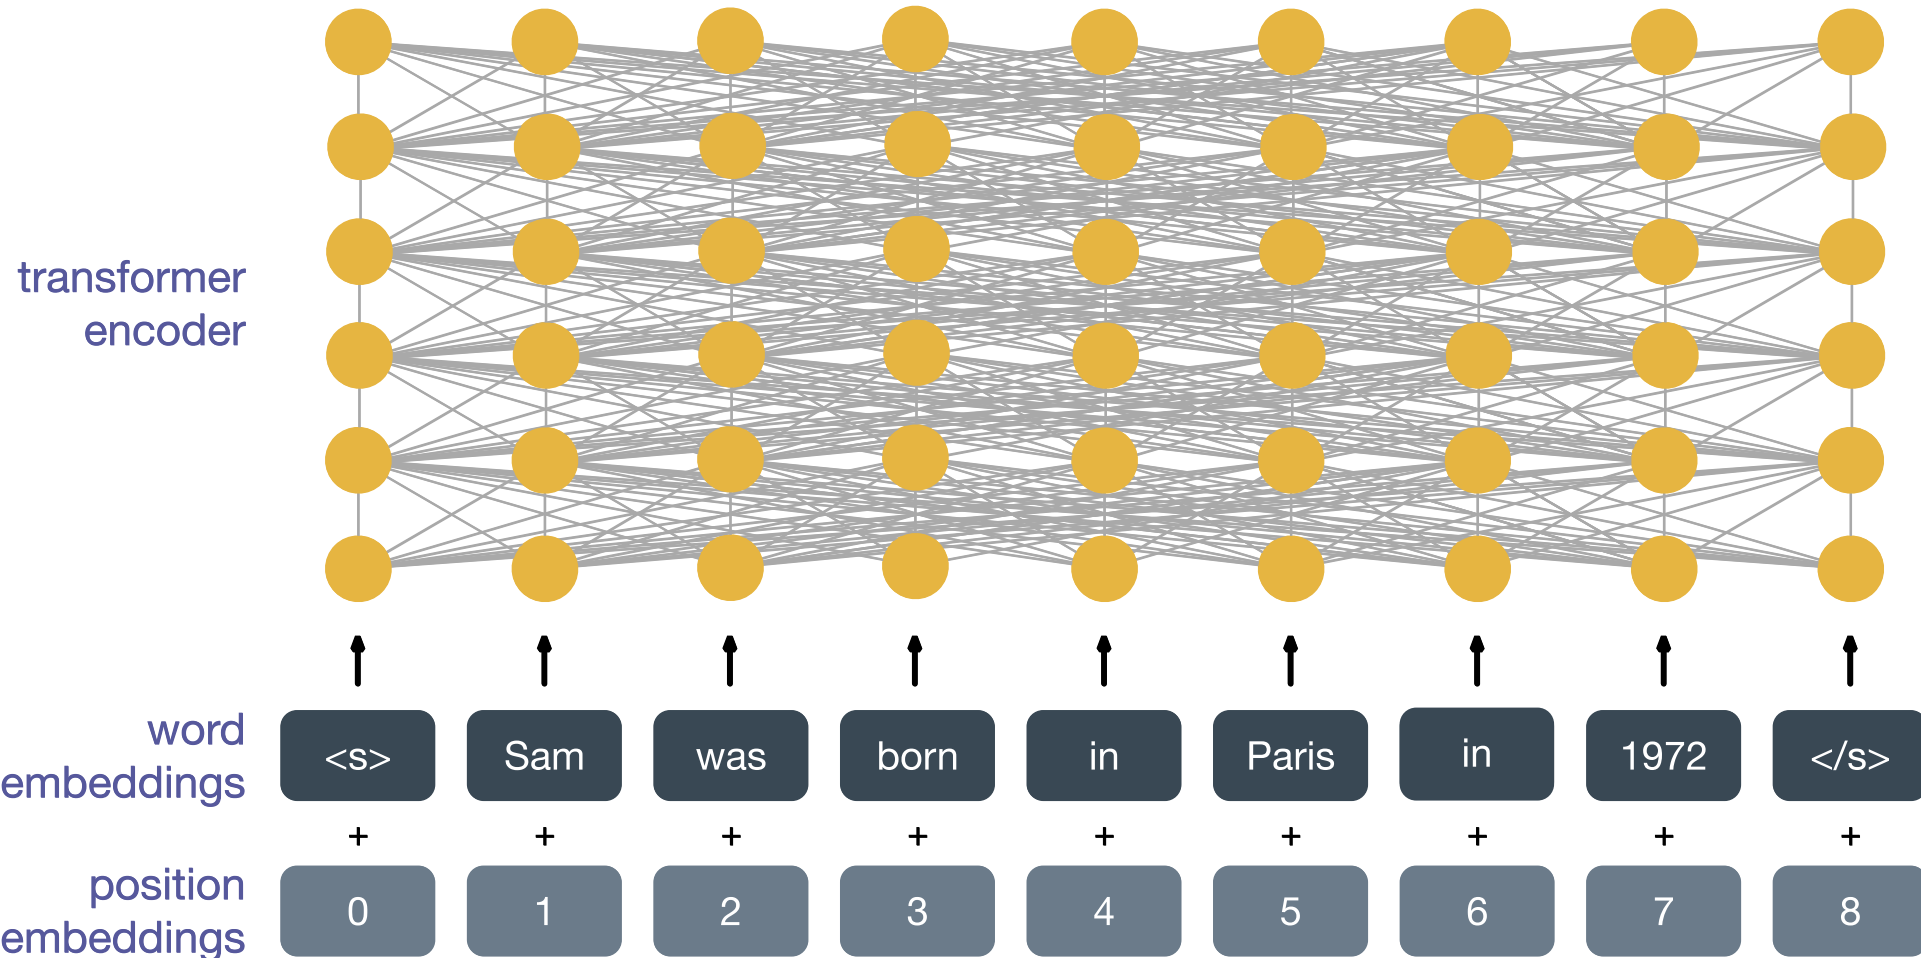 transformer
encoder
word
embeddings
<s> Sam was born in Paris in 1972 </s>
+ + + + + + + + +
position
embeddings
0 1 2 3 4 5 6 7 8